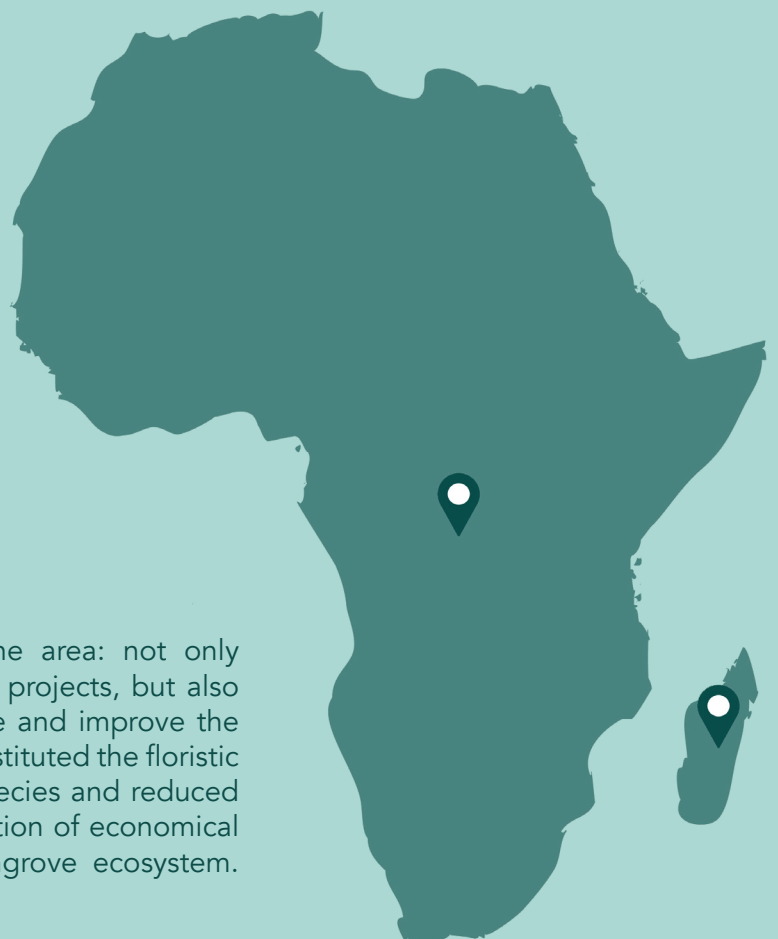 area: not only
projects, but also
and improve the
the floristic
and reduced
of economical
ecosystem.